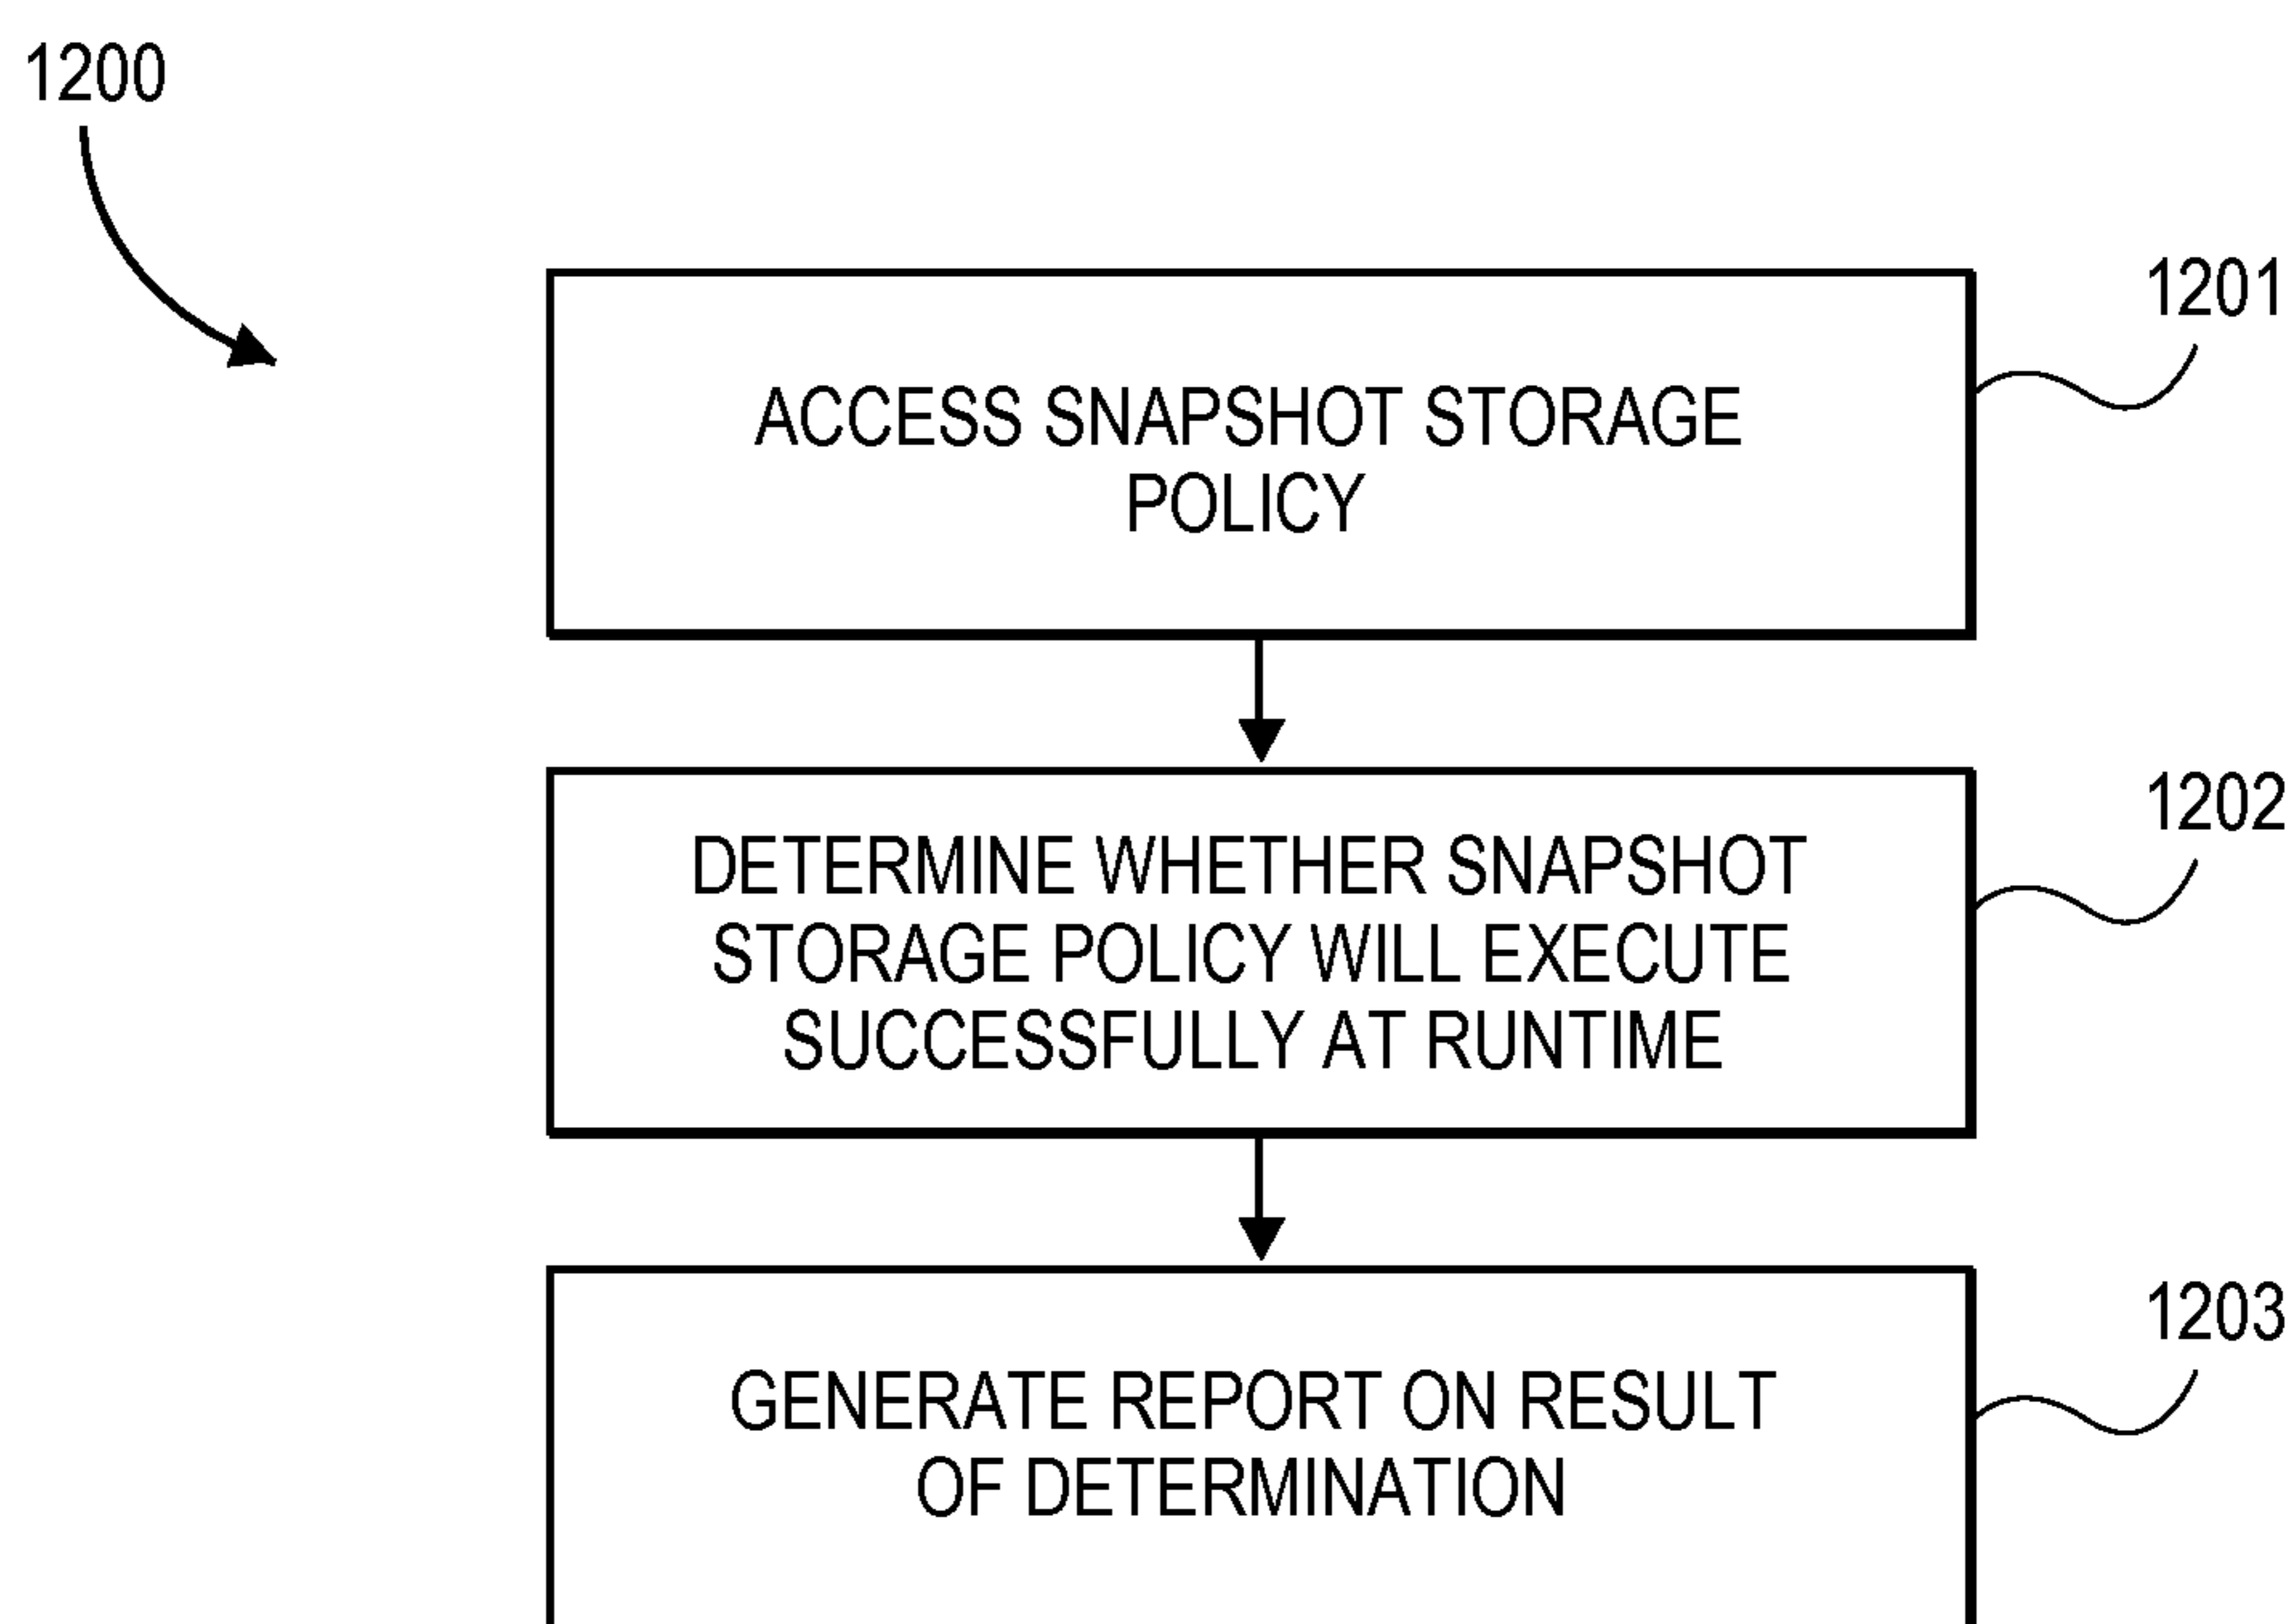 1200
1201
ACCESS SNAPSHOT STORAGE
POLICY
1202
DETERMINE WHETHER SNAPSHOT
STORAGE POLICY WILL EXECUTE
SUCCESSFULLY AT RUNTIME
1203
GENERATE REPORT ON RESULT
OF DETERMINATION